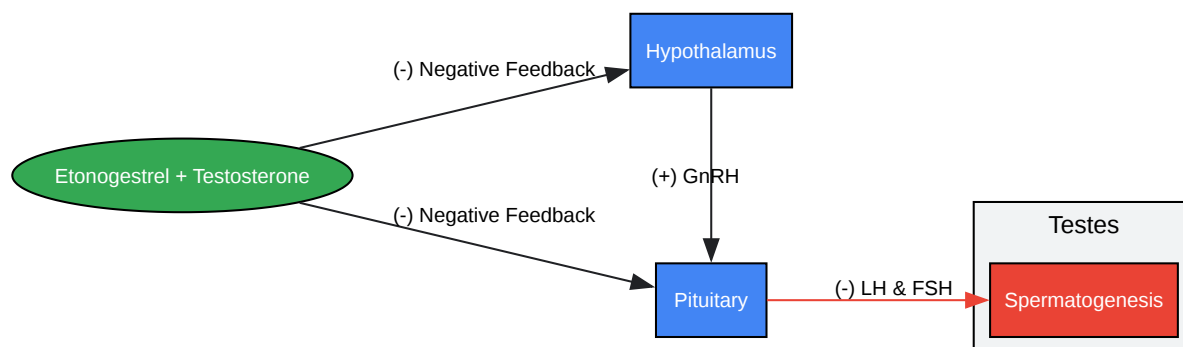 Hypothalamus
(-) Negative Feedback
Etonogestrel + Testosterone
(+) GnRH
(-) Negative Feedback
Testes
Pituitary
(-) LH & FSH
Spermatogenesis